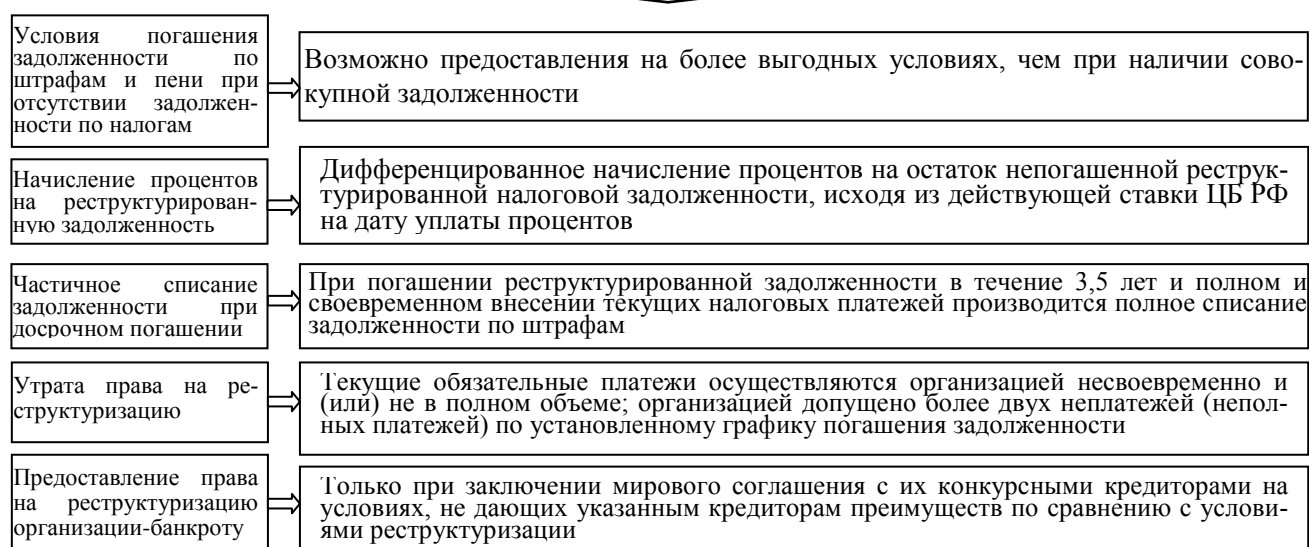 Условия погашения
задолженности по
штрафам и пени при
отсутствии задолжен-
ности по налогам
Возможно предоставления на более выгодных условиях, чем при наличии сово-
купной задолженности
Начисление процентов
на реструктурирован-
ную задолженность
Дифференцированное начисление процентов на остаток непогашенной реструк-
турированной налоговой задолженности, исходя из действующей ставки ЦБ РФ
на дату уплаты процентов
Частичное списание
задолженности при
досрочном погашении
При погашении реструктурированной задолженности в течение 3,5 лет и полном и
своевременном внесении текущих налоговых платежей производится полное списание
задолженности по штрафам
Утрата права на ре-
структуризацию
Текущие обязательные платежи осуществляются организацией несвоевременно и
(или) не в полном объеме; организацией допущено более двух неплатежей (непол-
ных платежей) по установленному графику погашения задолженности
Предоставление права
на реструктуризацию
организации-банкроту
Только при заключении мирового соглашения с их конкурсными кредиторами на
условиях, не дающих указанным кредиторам преимуществ по сравнению с услови-
ями реструктуризации